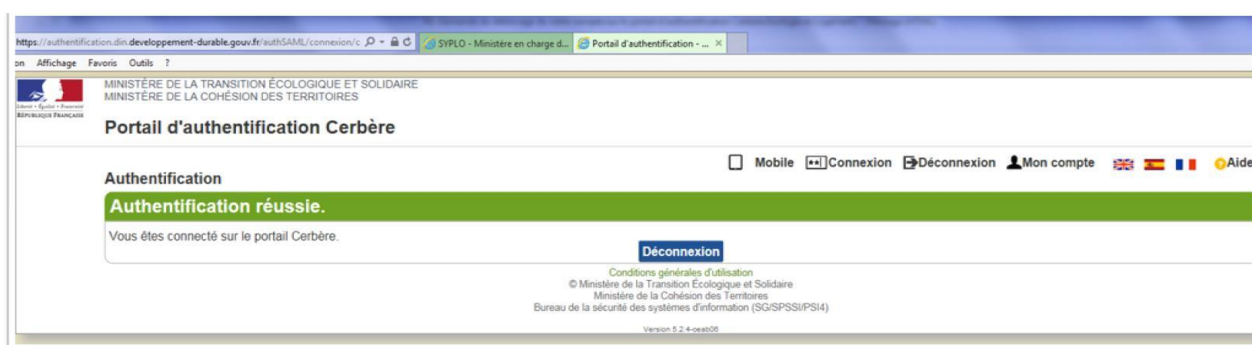 https://authentification.din.developpement-durable.gouv.fr/authSAML/connexion/c
SYPLO - Ministère en charge d...
Portail d'authentification - ...
on Affichage Favoris Outils ?
MINISTÈRE DE LA TRANSITION ÉCOLOGIQUE ET SOLIDAIRE
MINISTÈRE DE LA COHÉSION DES TERRITOIRES
Liberté • Égalité • Fraternité
RÉPUBLIQUE FRANÇAISE
Portail d'authentification Cerbère
Mobile Connexion Déconnexion Mon compte Aide
Authentification
Authentification réussie.
Vous êtes connecté sur le portail Cerbère.
Déconnexion
Conditions générales d'utilisation
© Ministère de la Transition Écologique et Solidaire
Ministère de la Cohésion des Territoires
Bureau de la sécurité des systèmes d'information (SG/SPSSI/PSI4)